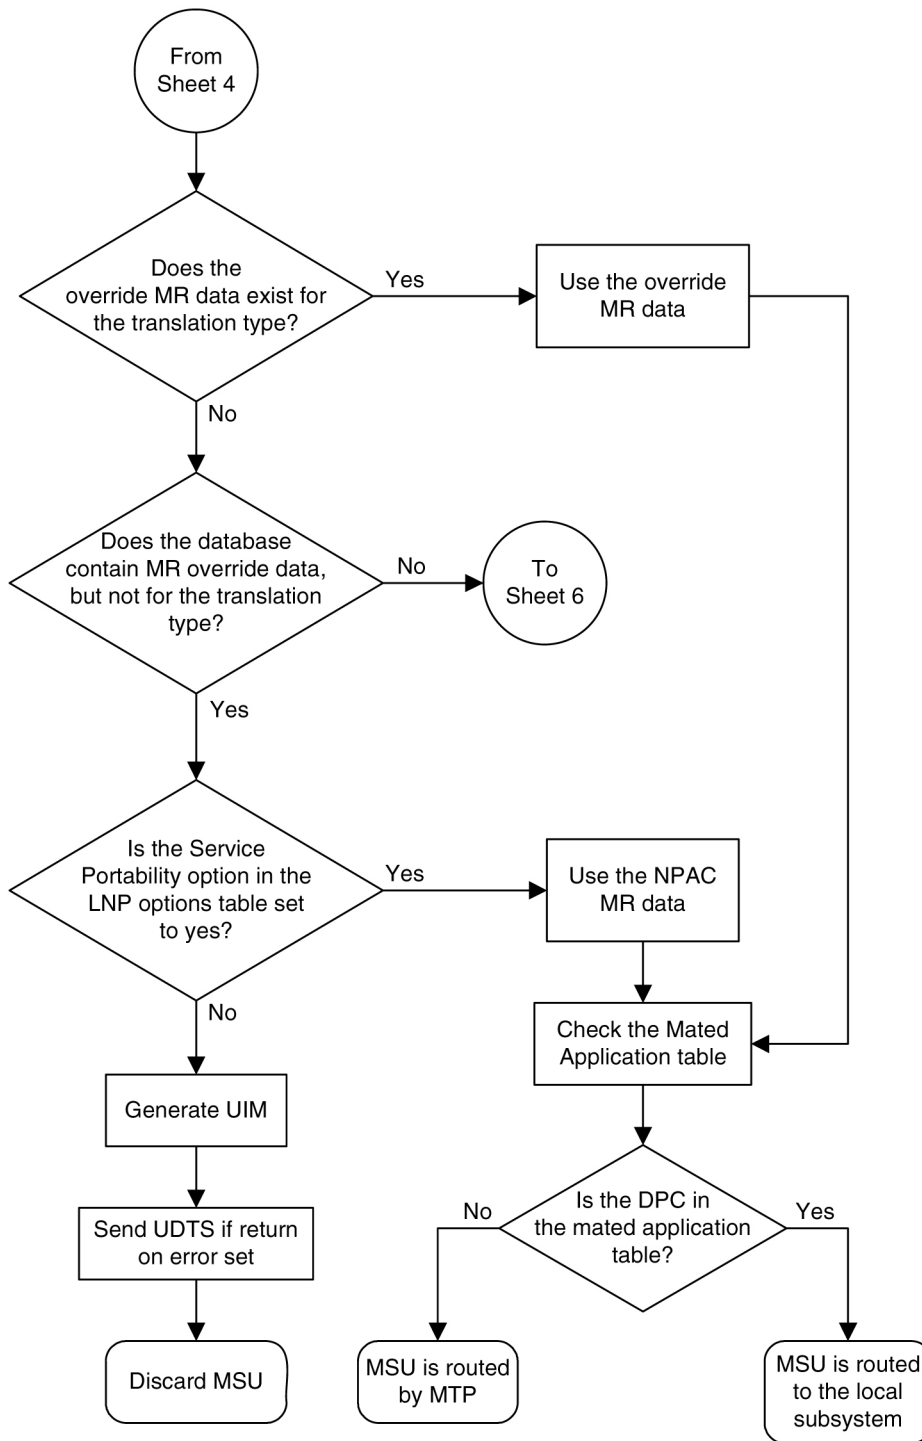 From
Sheet 4
Does the
override MR data exist for
the translation type?
Yes
Use the override
MR data
No
Does the database
contain MR override data,
but not for the translation
type?
No
To
Sheet 6
Yes
Is the Service
Portability option in the
LNP options table set
to yes?
Yes
Use the NPAC
MR data
No
Check the Mated
Application table
Generate UIM
Is the DPC in
the mated application
table?
No
Yes
Send UDTS if return
on error set
Discard MSU
MSU is routed
by MTP
MSU is routed
to the local
subsystem